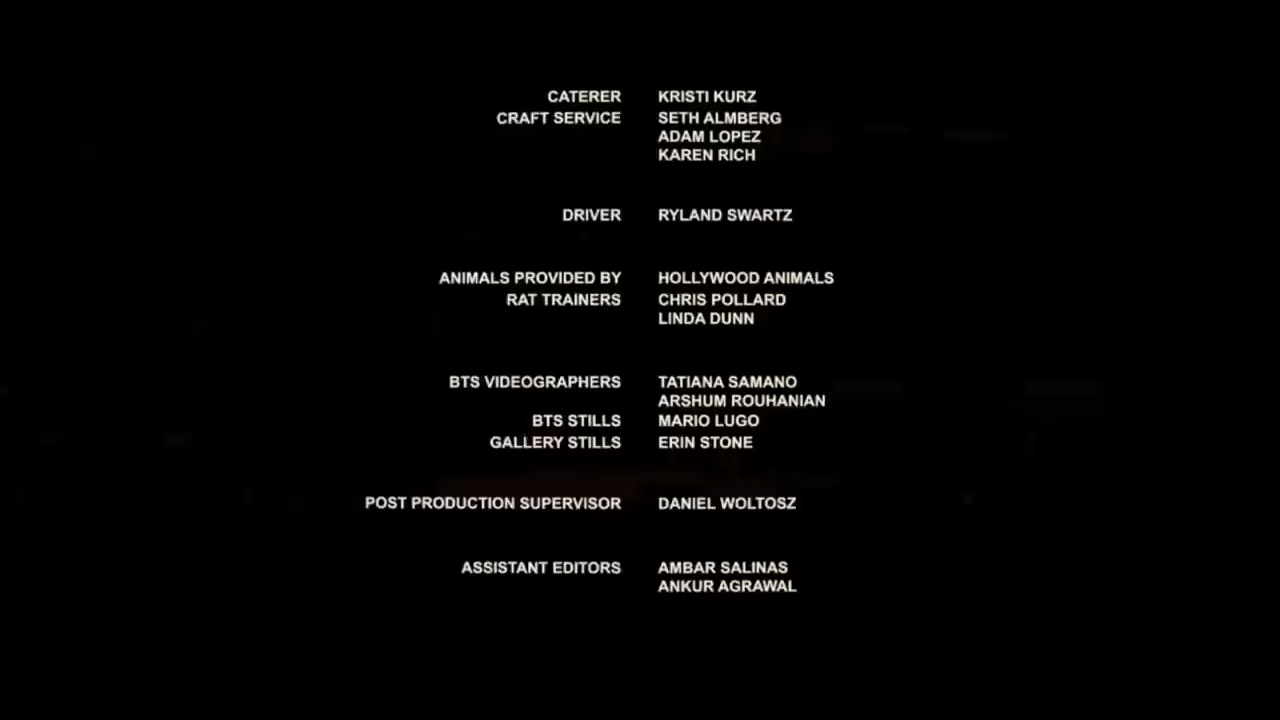 CATERER KRISTI KURZ
CRAFT SERVICE SETH ALMBERG
ADAM LOPEZ
KAREN RICH
DRIVER RYLAND SWARTZ
ANIMALS PROVIDED BY HOLLYWOOD ANIMALS
RAT TRAINERS CHRIS POLLARD
LINDA DUNN
BTS VIDEOGRAPHERS TATIANA SAMANO
ARSHUM ROUHANIAN
BTS STILLS MARIO LUGO
GALLERY STILLS ERIN STONE
POST PRODUCTION SUPERVISOR DANIEL WOLTOSZ
ASSISTANT EDITORS AMBAR SALINAS
ANKUR AGRAWAL